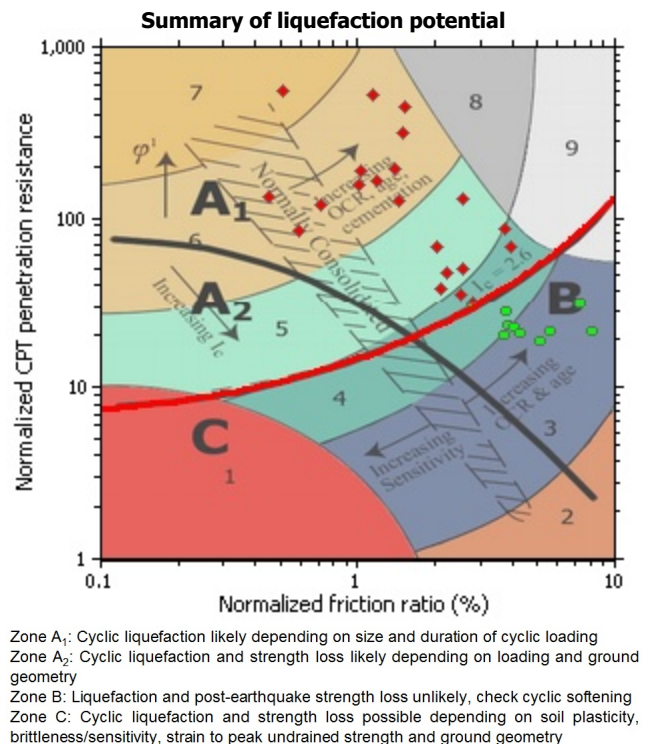 Summary of liquefaction potential
1,000
7
8
9
φ'
Increasing
OCR, age,
cementation
Normally Consolidated
A1
100
6
Ic = 2.6
A2
B
Increasing Ic
5
10
4
Increasing
OCR & age
C
3
Increasing
Sensitivity
1
2
1
0.1
1
10
Normalized CPT penetration resistance
Normalized friction ratio (%)
Zone A1: Cyclic liquefaction likely depending on size and duration of cyclic loading
Zone A2: Cyclic liquefaction and strength loss likely depending on loading and ground
geometry
Zone B: Liquefaction and post-earthquake strength loss unlikely, check cyclic softening
Zone C: Cyclic liquefaction and strength loss possible depending on soil plasticity,
brittleness/sensitivity, strain to peak undrained strength and ground geometry